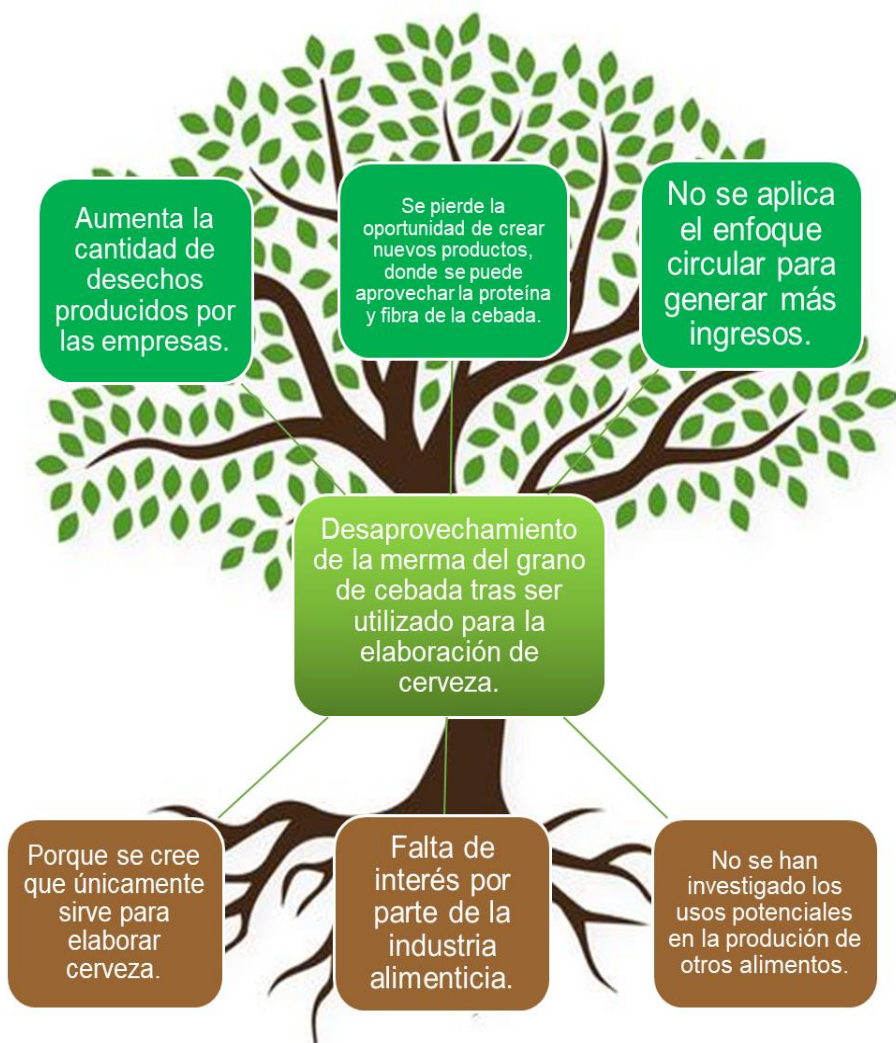 Aumenta la
cantidad de
desechos
producidos por
las empresas.
Se pierde la
oportunidad de crear
nuevos productos,
donde se puede
aprovechar la proteína
y fibra de la cebada.
No se aplica
el enfoque
circular para
generar más
ingresos.
Desaprovechamiento
de la merma del grano
de cebada tras ser
utilizado para la
elaboración de
cerveza.
Porque se cree
que únicamente
sirve para
elaborar
cerveza.
Falta de
interés por
parte de la
industria
alimenticia.
No se han
investigado los
usos potenciales
en la produción de
otros alimentos.